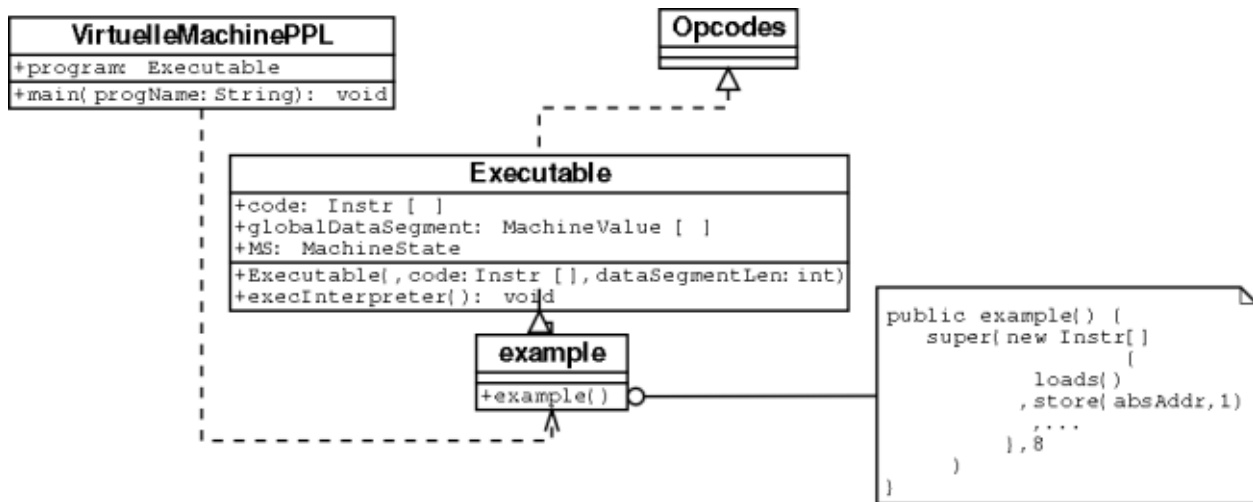 VirtuelleMachinePPL
+program: Executable
+main(progName:String): void
Opcodes
Executable
+code: Instr [ ]
+globalDataSegment: MachineValue [ ]
+MS: MachineState
+Executable(,code:Instr [],dataSegmentLen:int)
+execInterpreter(): void
example
+example()
public example() {
super(new Instr[]
{
loads()
,store(absAddr,1)
,...
},8
)
}